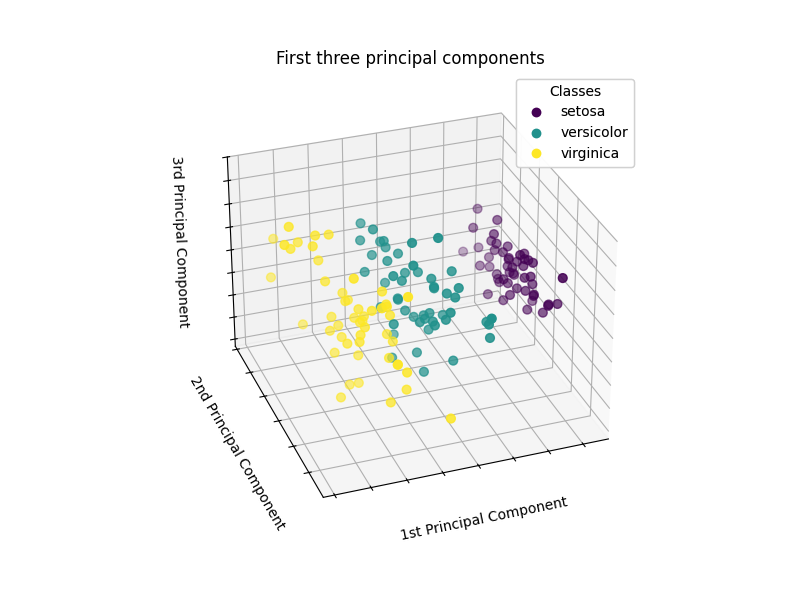 First three principal components
Classes
setosa
versicolor
virginica
3rd Principal Component
2nd Principal Component
1st Principal Component